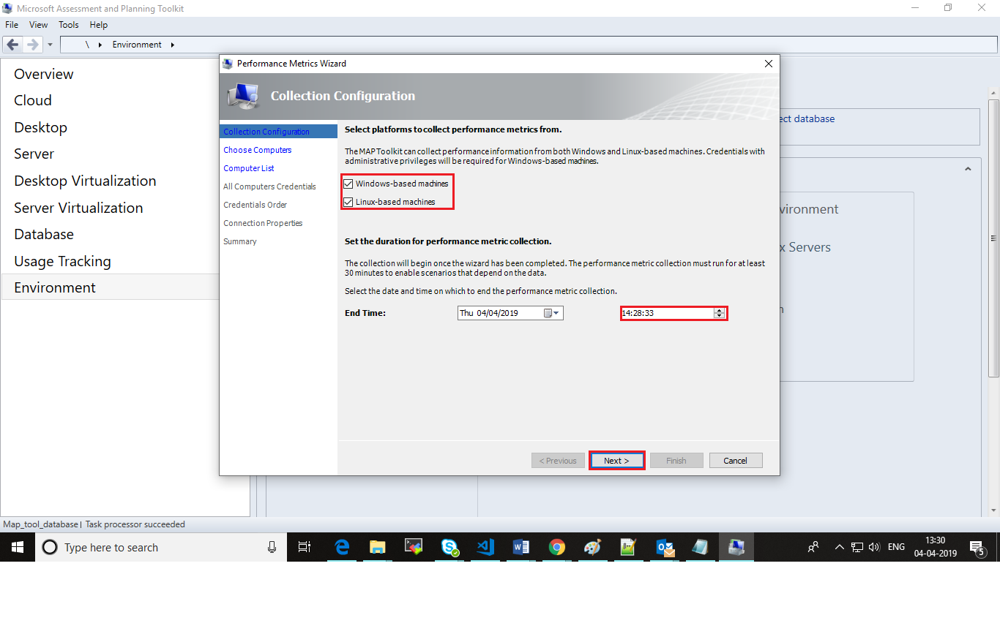 Microsoft Assessment and Planning Toolkit
File View Tools Help
\ Environment
Overview
Cloud
Desktop
Server
Desktop Virtualization
Server Virtualization
Database
Usage Tracking
Environment
ect database
vironment
x Servers
Performance Metrics Wizard
Collection Configuration
Collection Configuration
Choose Computers
Computer List
All Computers Credentials
Credentials Order
Connection Properties
Summary
Select platforms to collect performance metrics from.
The MAP Toolkit can collect performance information from both Windows and Linux-based machines. Credentials with
administrative privileges will be required for Windows-based machines.
Windows-based machines
Linux-based machines
Set the duration for performance metric collection.
The collection will begin once the wizard has been completed. The performance metric collection must run for at least
30 minutes to enable scenarios that depend on the data.
Select the date and time on which to end the performance metric collection.
End Time: Thu 04/04/2019 14:28:33
< Previous Next > Finish Cancel
Map_tool_database | Task processor succeeded
Type here to search
ENG
13:30
04-04-2019
5